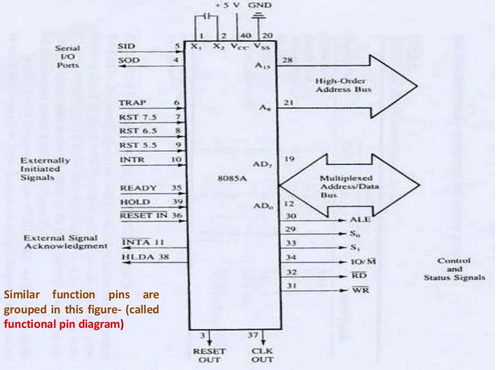 + 5 V GND
1 2 40 20
X1 X2 VCC VSS
Serial
I/O
Ports
SID 5
SOD 4
A15 28
High-Order
Address Bus
A8 21
TRAP 6
RST 7.5 7
RST 6.5 8
RST 5.5 9
INTR 10
Externally
Initiated
Signals
8085A
AD7 19
Multiplexed
Address/Data
Bus
AD0 12
READY 35
HOLD 39
RESET IN 36
External Signal
Acknowledgment
INTA 11
HLDA 38
30 ALE
29 S0
33 S1
34 IO/M
32 RD
31 WR
Control
and
Status Signals
Similar function pins are
grouped in this figure- (called
functional pin diagram)
3 37
RESET CLK
OUT OUT